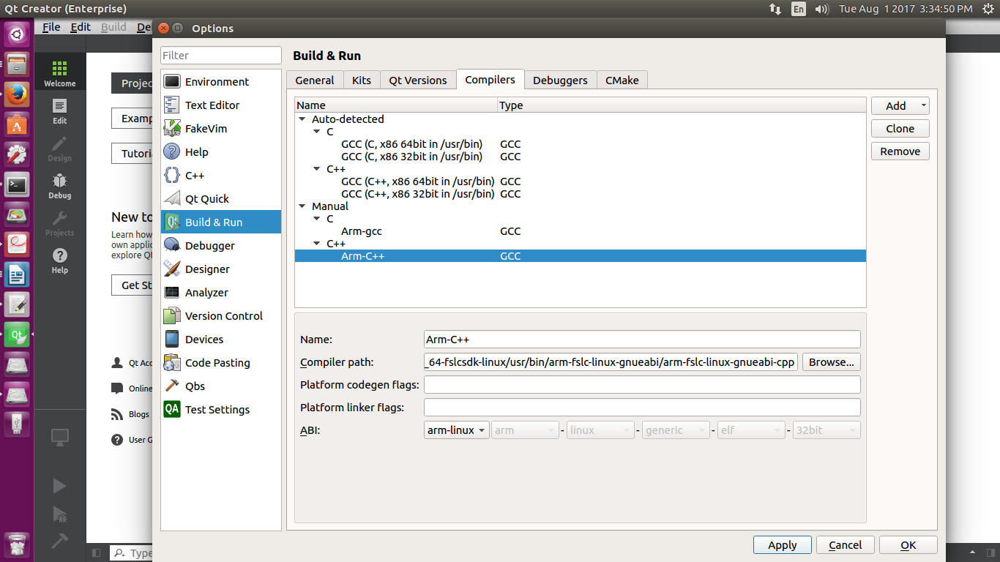 Qt Creator (Enterprise)
En
Tue Aug 1 2017 3:34:50 PM
File Edit Build De
Options
Welcome
Edit
Design
Debug
Projects
Help
Projec
Examp
Tutoria
New to
Learn how
own applic
explore Qt
Get St
Qt Acc
Online
Blogs
User G
Type
Filter
Environment
Text Editor
FakeVim
Help
C++
Qt Quick
Build & Run
Debugger
Designer
Analyzer
Version Control
Devices
Code Pasting
Qbs
QA
Test Settings
Build & Run
General Kits Qt Versions Compilers Debuggers CMake
Name Type
Auto-detected
C
GCC (C, x86 64bit in /usr/bin) GCC
GCC (C, x86 32bit in /usr/bin) GCC
C++
GCC (C++, x86 64bit in /usr/bin) GCC
GCC (C++, x86 32bit in /usr/bin) GCC
Manual
C
Arm-gcc GCC
C++
Arm-C++ GCC
Add
Clone
Remove
Name: Arm-C++
Compiler path: _64-fslcsdk-linux/usr/bin/arm-fslc-linux-gnueabi/arm-fslc-linux-gnueabi-cpp Browse...
Platform codegen flags:
Platform linker flags:
ABI: arm-linux arm - linux - generic - elf - 32bit
Apply Cancel OK